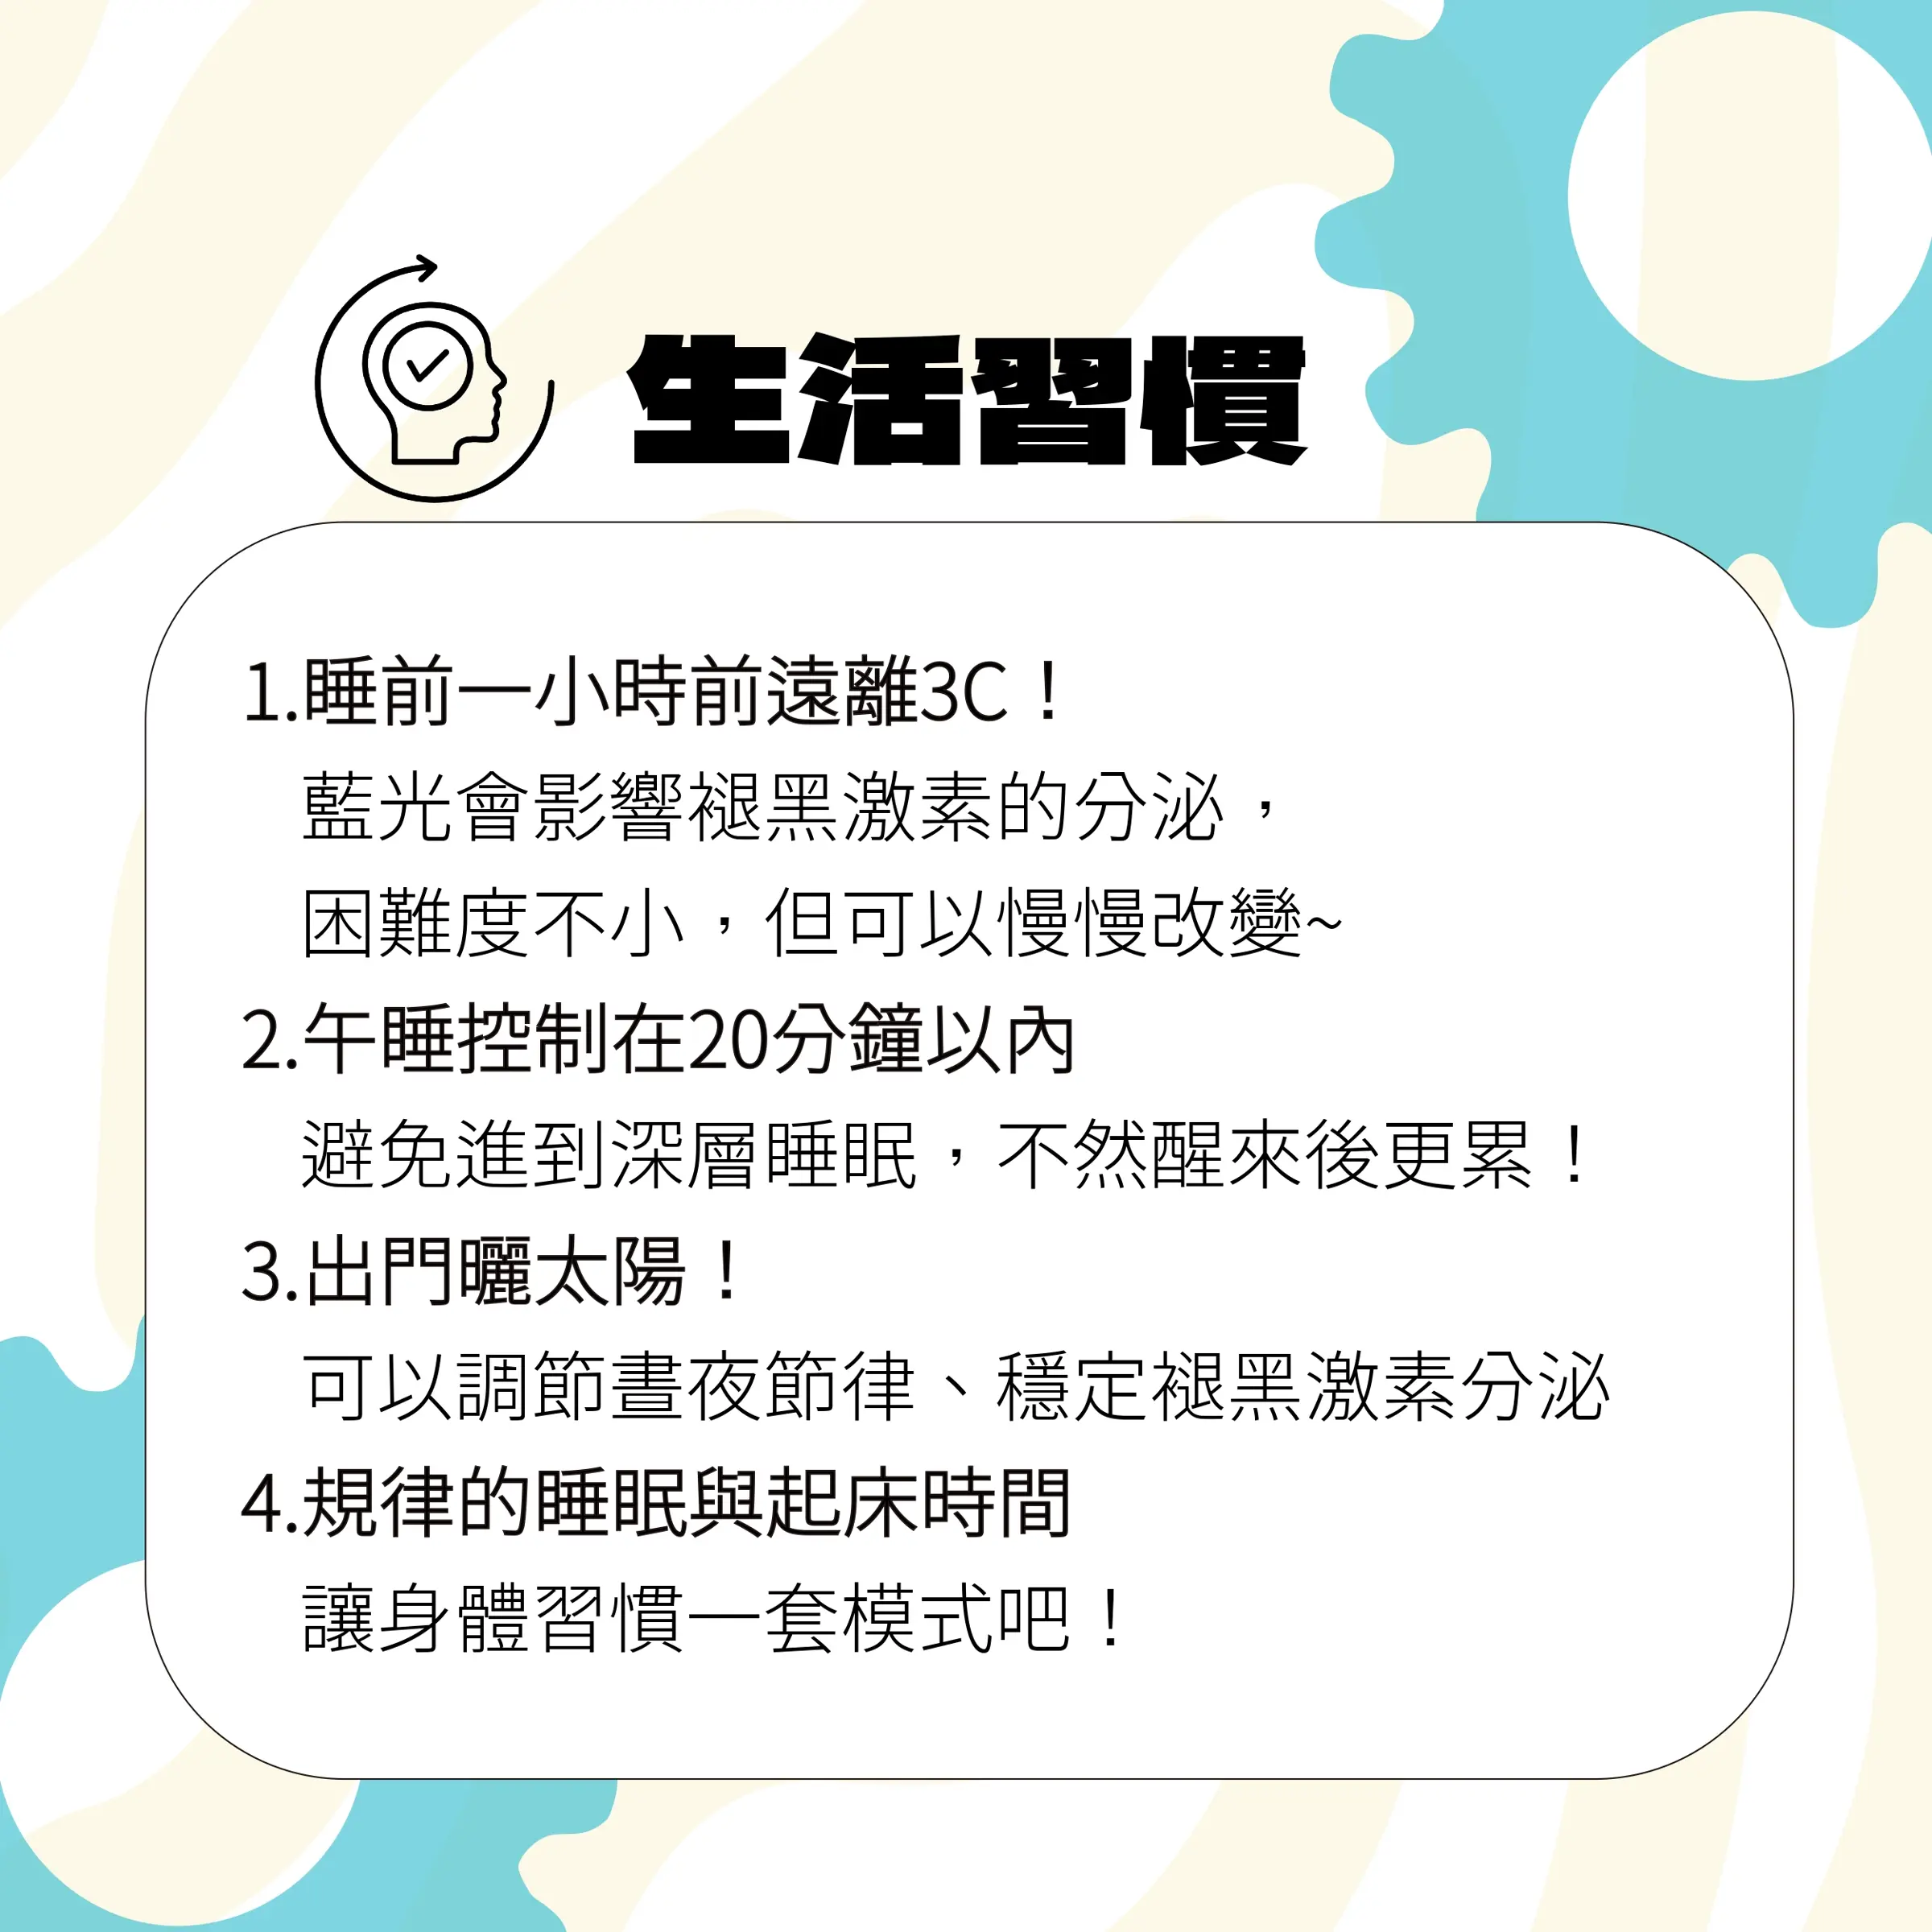 生活習慣
1.睡前一小時前遠離3C！
藍光會影響褪黑激素的分泌，
困難度不小，但可以慢慢改變~
2.午睡控制在20分鐘以內
避免進到深層睡眠，不然醒來後更累！
3.出門曬太陽！
可以調節晝夜節律、穩定褪黑激素分泌
4.規律的睡眠與起床時間
讓身體習慣一套模式吧！